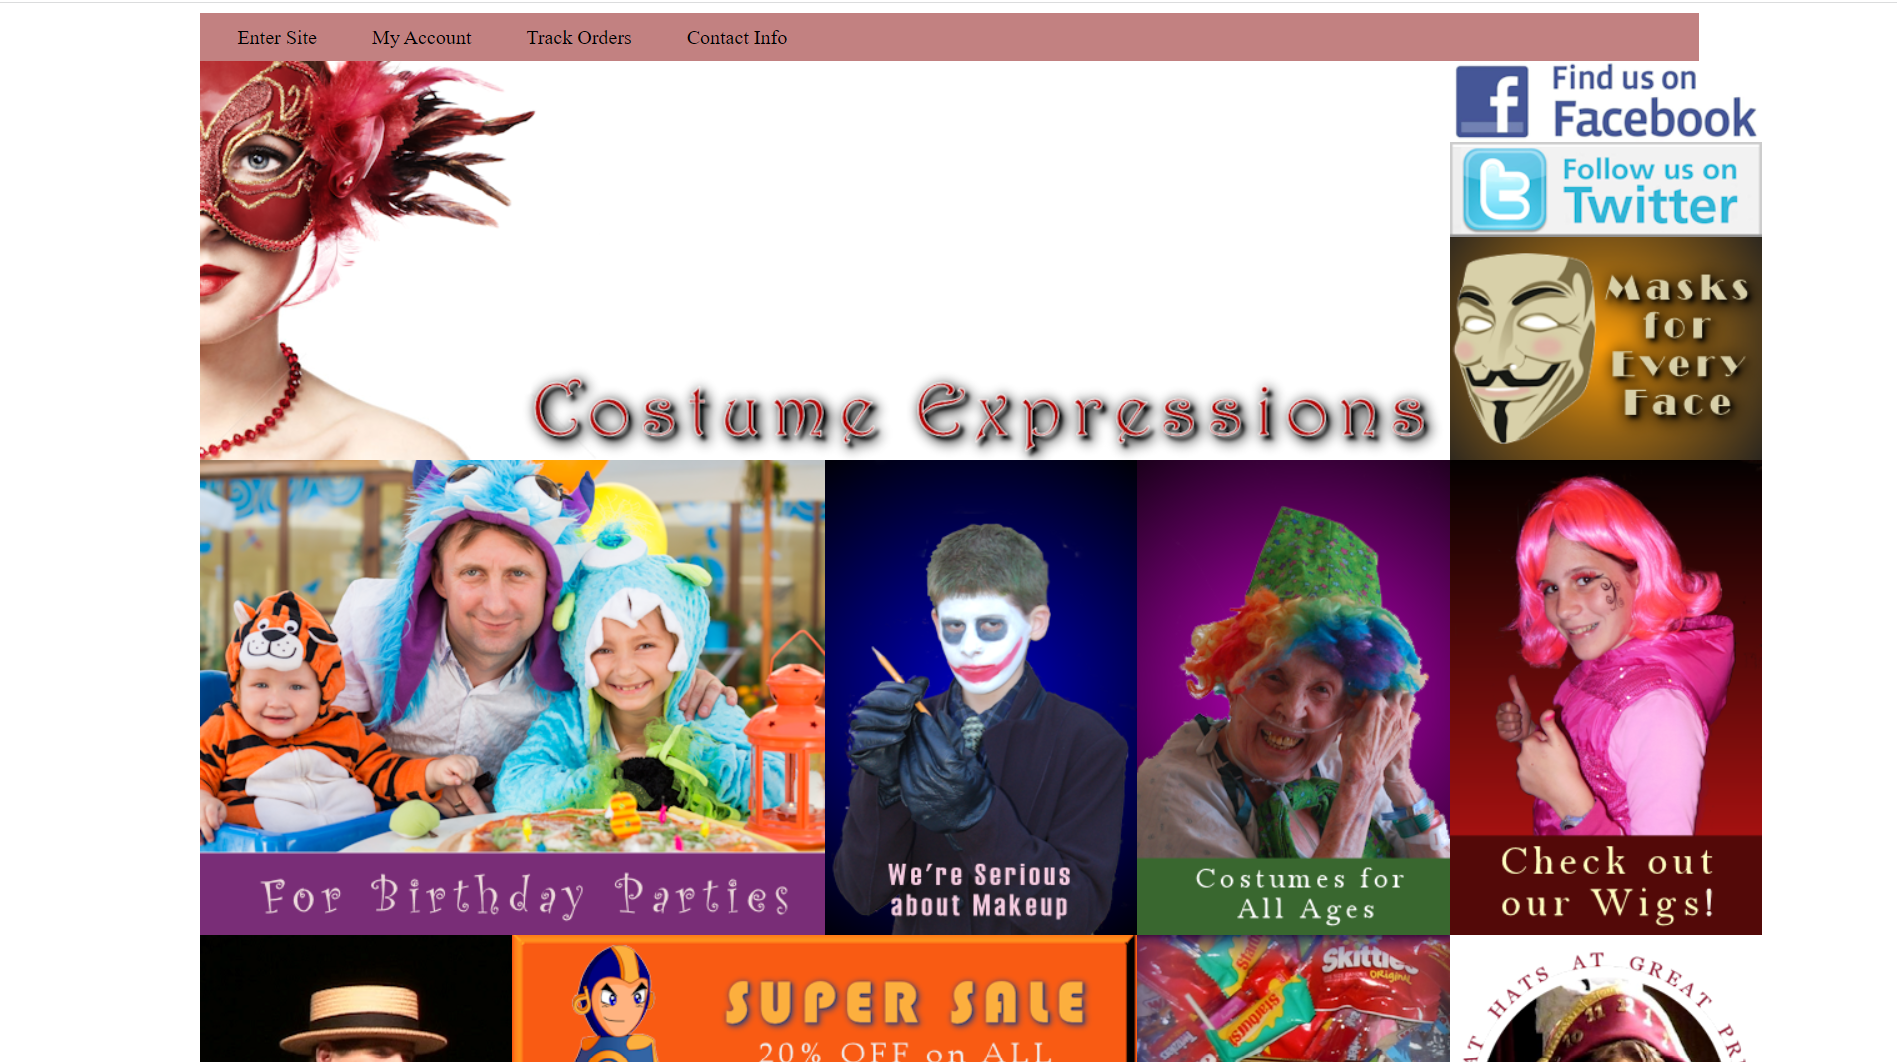 Enter Site My Account Track Orders Contact Info
f Find us on
Facebook
t Follow us on
Twitter
Masks
for
Every
Face
Costume Expressions
For Birthday Parties
We're Serious
about Makeup
Costumes for
All Ages
Check out
our Wigs!
SUPER SALE
20% OFF on ALL
Skittles
ORIGINAL
Starburst
HATS AT GREAT